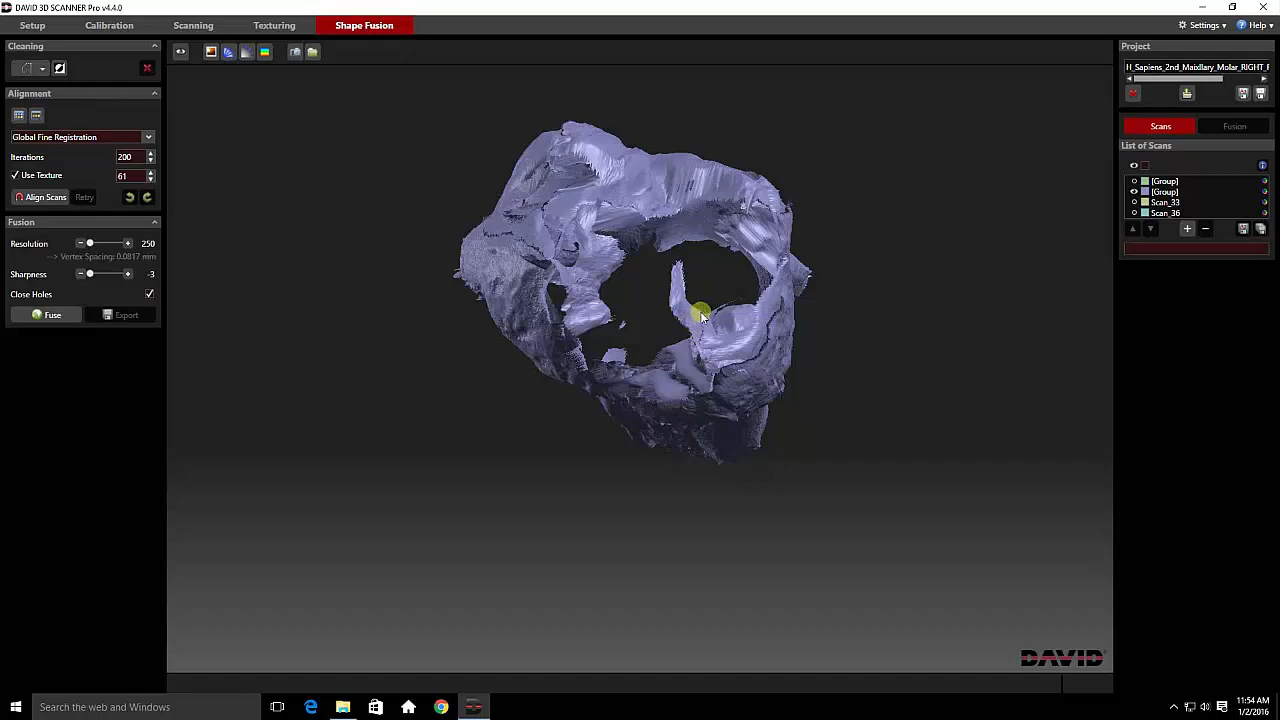 DAVID 3D SCANNER Pro v4.4.0
Setup
Calibration
Scanning
Texturing
Shape Fusion
Settings
Help
Cleaning
Alignment
Global Fine Registration
Iterations
200
Use Texture
61
Align Scans
Retry
Fusion
Resolution
250
--> Vertex Spacing: 0.0817 mm
Sharpness
-3
Close Holes
Fuse
Export
Project
H_Sapiens_2nd_Maixllary_Molar_RIGHT_
Scans
Fusion
List of Scans
[Group]
[Group]
Scan_33
Scan_36
DAVID
Search the web and Windows
11:54 AM
1/2/2016